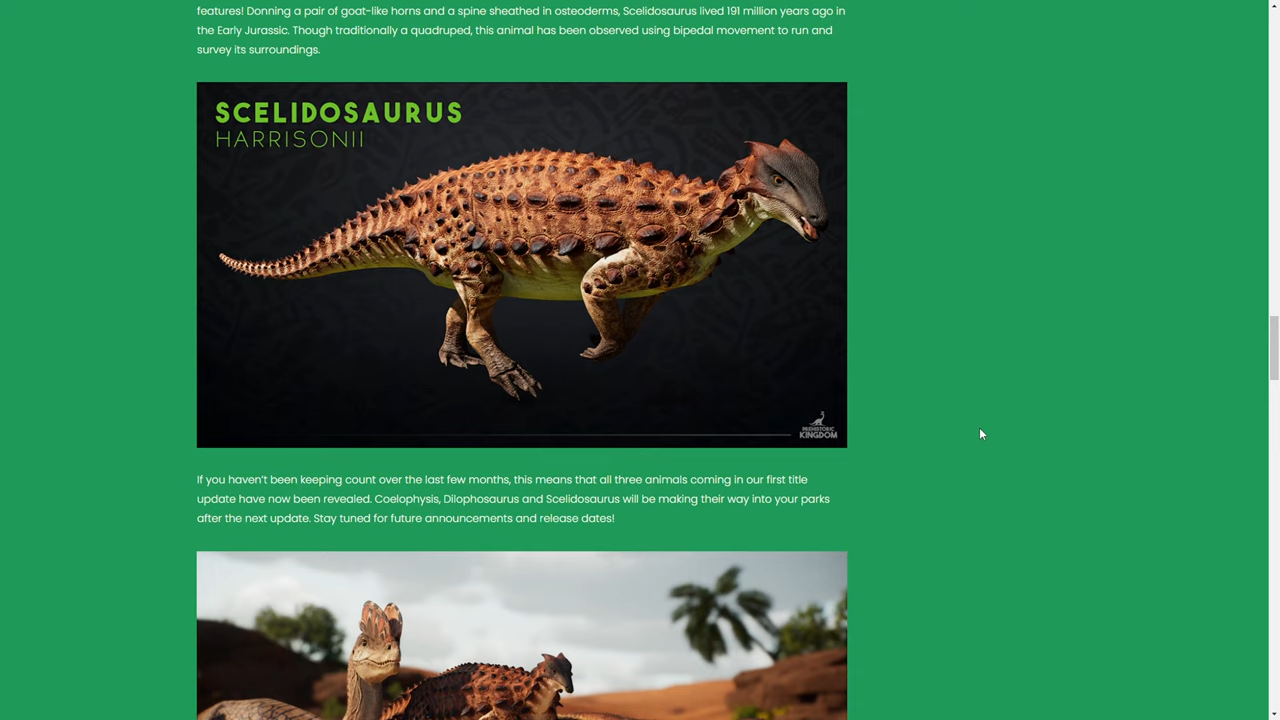 features! Donning a pair of goat-like horns and a spine sheathed in osteoderms, Scelidosaurus lived 191 million years ago in
the Early Jurassic. Though traditionally a quadruped, this animal has been observed using bipedal movement to run and
survey its surroundings.
SCELIDOSAURUS
HARRISONII
PREHISTORIC
KINGDOM
If you haven't been keeping count over the last few months, this means that all three animals coming in our first title
update have now been revealed. Coelophysis, Dilophosaurus and Scelidosaurus will be making their way into your parks
after the next update. Stay tuned for future announcements and release dates!